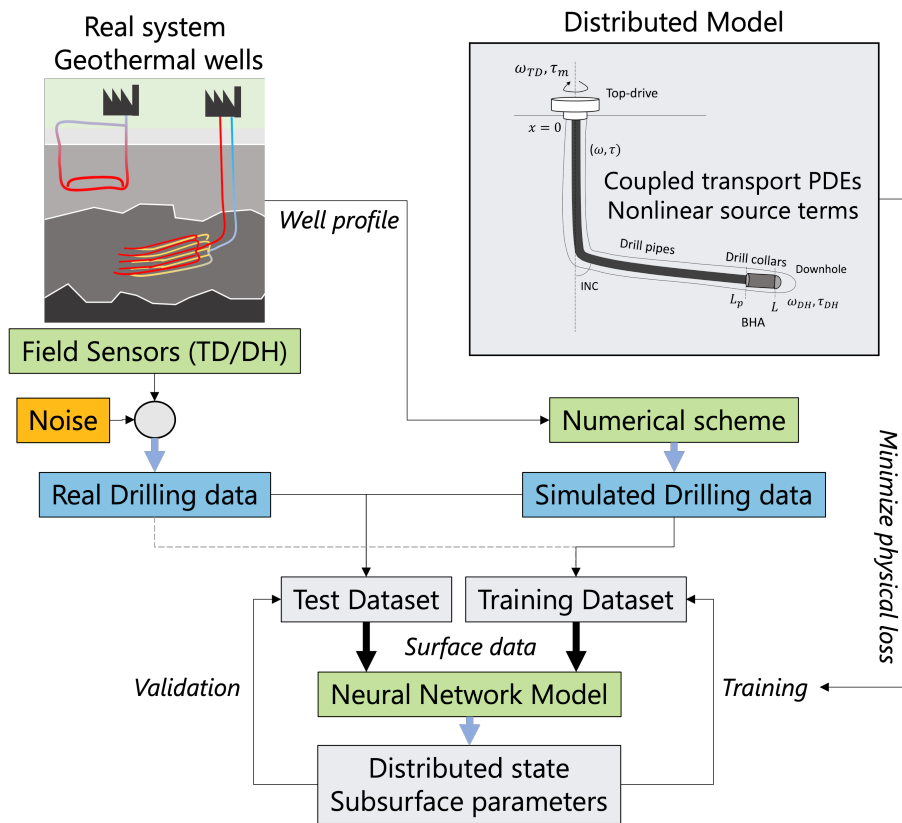 Real system
Geothermal wells
Distributed Model
ω_TD, τ_m
Top-drive
x = 0
(ω, τ)
Coupled transport PDEs
Nonlinear source terms
Drill pipes
Drill collars
Downhole
INC
L_p
L
ω_DH, τ_DH
BHA
Well profile
Field Sensors (TD/DH)
Noise
Numerical scheme
Real Drilling data
Simulated Drilling data
Minimize physical loss
Test Dataset
Training Dataset
Surface data
Validation
Neural Network Model
Training
Distributed state
Subsurface parameters